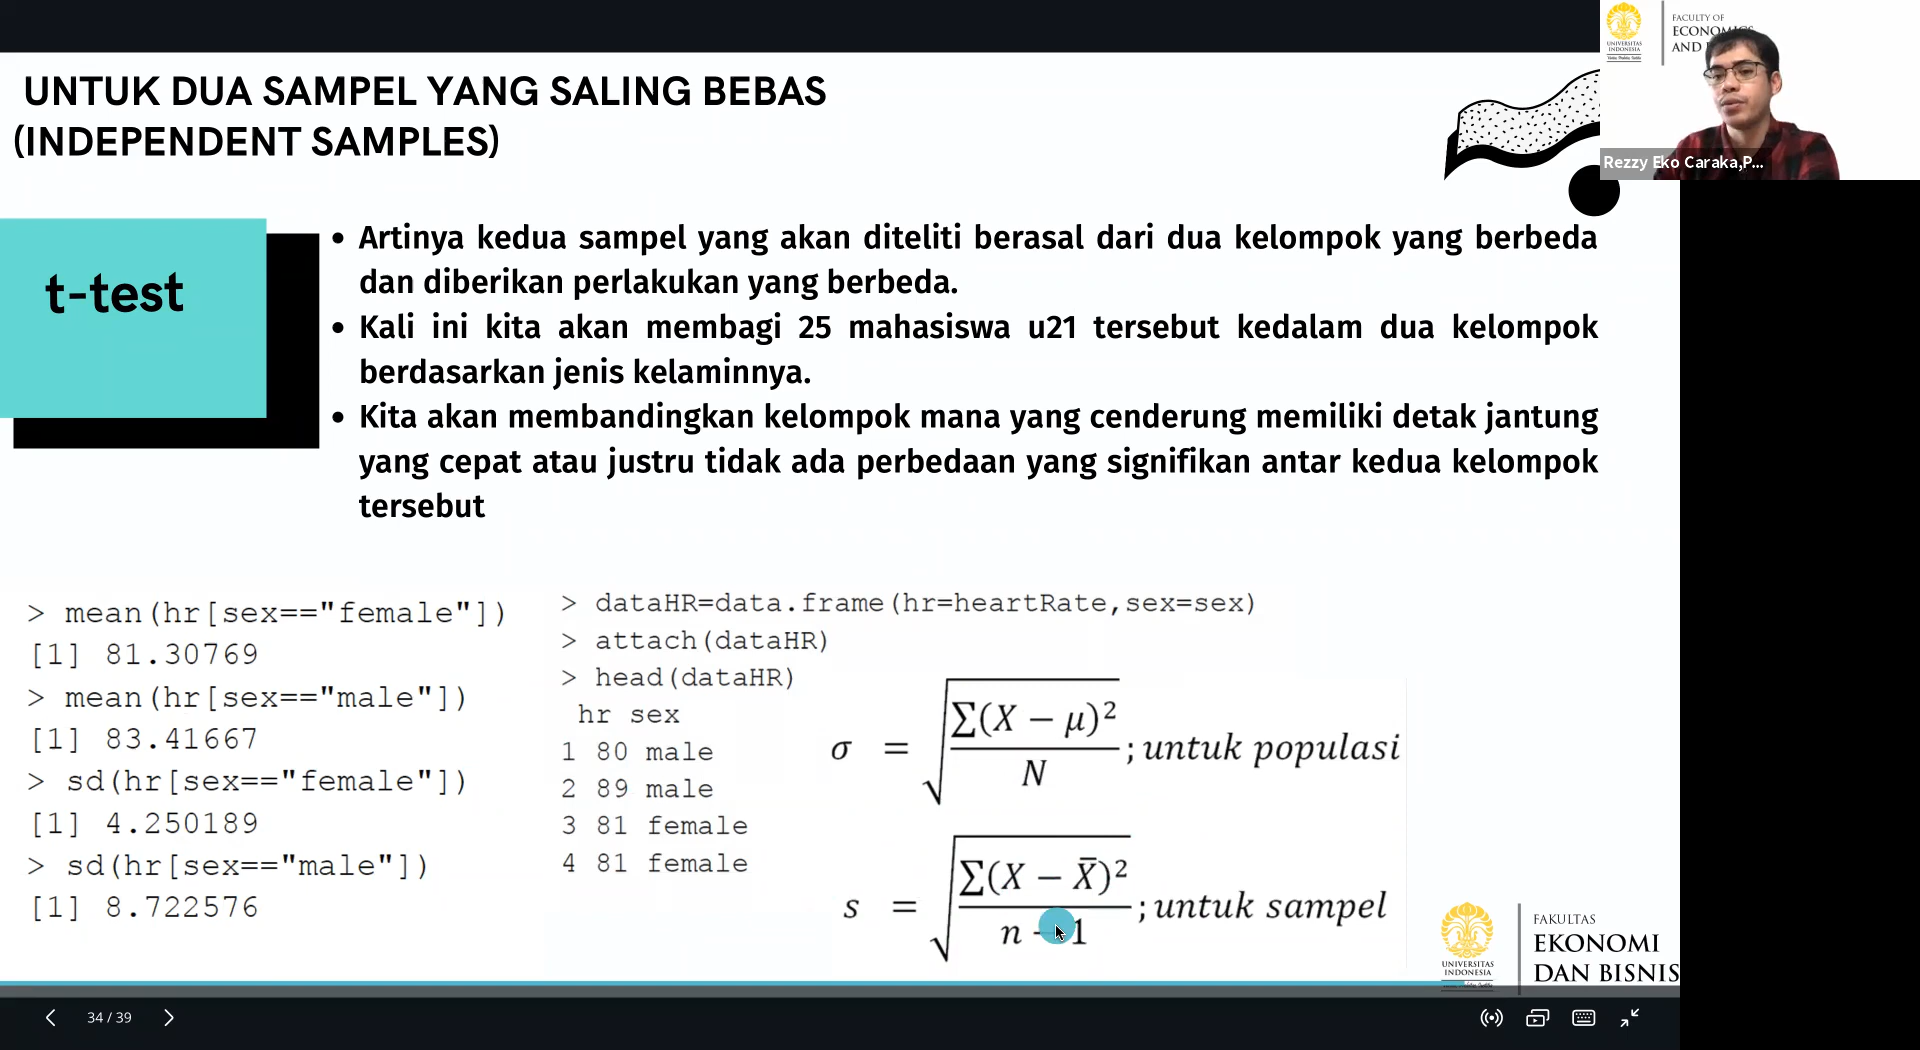 UNTUK DUA SAMPEL YANG SALING BEBAS
(INDEPENDENT SAMPLES)
t-test
• Artinya kedua sampel yang akan diteliti berasal dari dua kelompok yang berbeda
dan diberikan perlakukan yang berbeda.
• Kali ini kita akan membagi 25 mahasiswa u21 tersebut kedalam dua kelompok
berdasarkan jenis kelaminnya.
• Kita akan membandingkan kelompok mana yang cenderung memiliki detak jantung
yang cepat atau justru tidak ada perbedaan yang signifikan antar kedua kelompok
tersebut
> mean(hr[sex=="female"])
[1] 81.30769
> mean(hr[sex=="male"])
[1] 83.41667
> sd(hr[sex=="female"])
[1] 4.250189
> sd(hr[sex=="male"])
[1] 8.722576
> dataHR=data.frame(hr=heartRate,sex=sex)
> attach(dataHR)
> head(dataHR)
hr sex
1 80 male
2 89 male
3 81 female
4 81 female
σ = √(∑(X − μ)² / N) ; untuk populasi
s = √(∑(X − X̄)² / n - 1) ; untuk sampel
UNIVERSITAS
INDONESIA
FAKULTAS
EKONOMI
DAN BISNIS
UNIVERSITAS
INDONESIA
FACULTY OF
ECONOMICS
AND
Rezzy Eko Caraka,P...
34 / 39